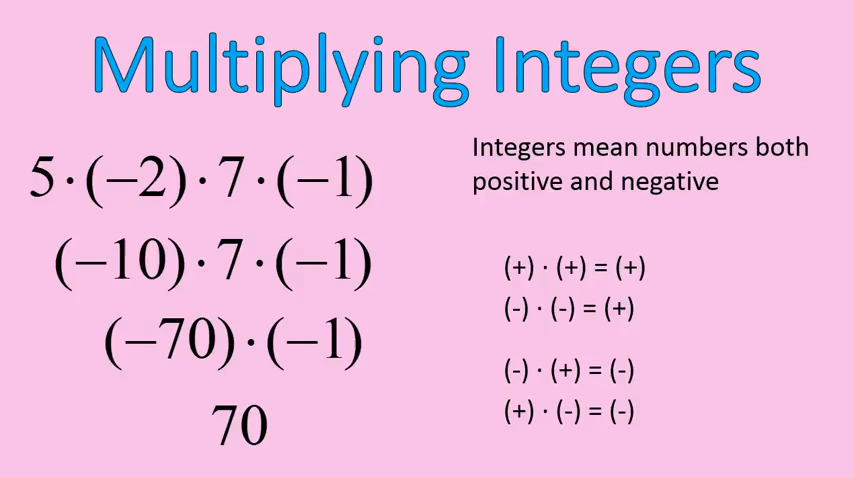 Multiplying Integers
5·(−2)·7·(−1)
(−10)·7·(−1)
(−70)·(−1)
70
Integers mean numbers both
positive and negative
(+) · (+) = (+)
(-) · (-) = (+)
(-) · (+) = (-)
(+) · (-) = (-)